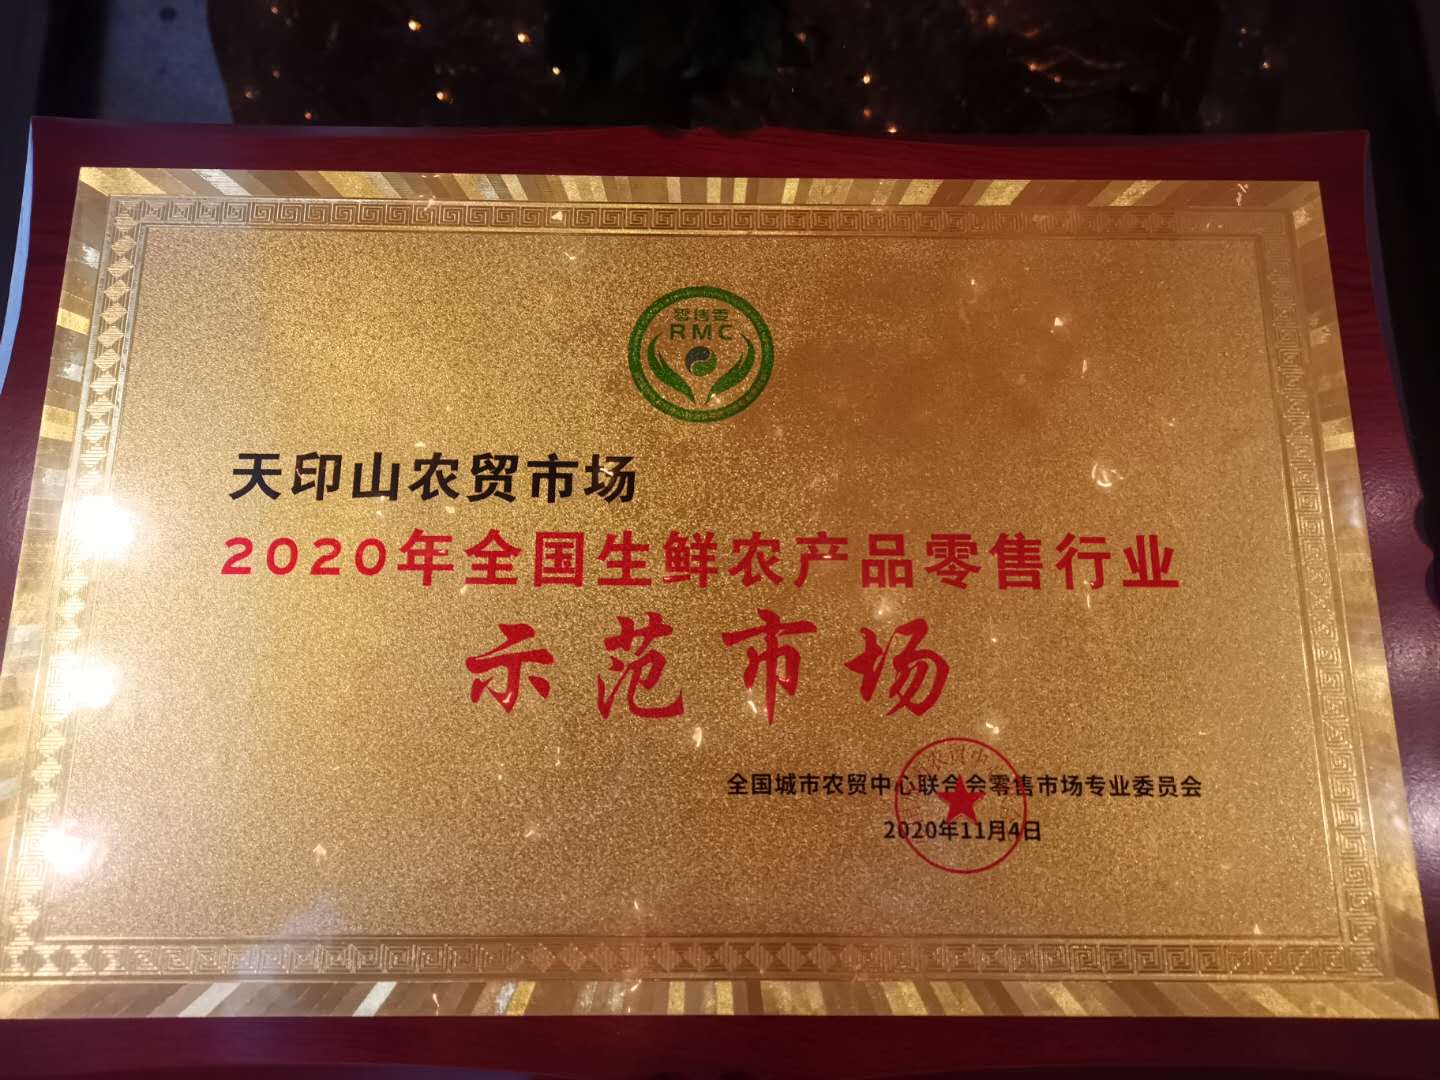 零售委
RMC
天印山农贸市场
2020年全国生鲜农产品零售行业
示范市场
全国城市农贸中心联合会零售市场专业委员会
2020年11月4日